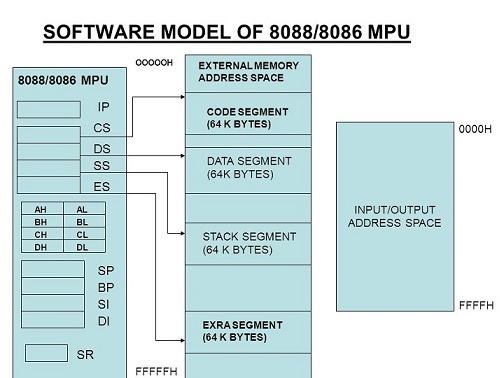 SOFTWARE MODEL OF 8088/8086 MPU
8088/8086 MPU
IP
CS
DS
SS
ES
AH AL
BH BL
CH CL
DH DL
SP
BP
SI
DI
SR
OOOOOH
FFFFFH
EXTERNAL MEMORY
ADDRESS SPACE
CODE SEGMENT
(64 K BYTES)
DATA SEGMENT
(64K BYTES)
STACK SEGMENT
(64 K BYTES)
EXRA SEGMENT
(64 K BYTES)
0000H
INPUT/OUTPUT
ADDRESS SPACE
FFFFH